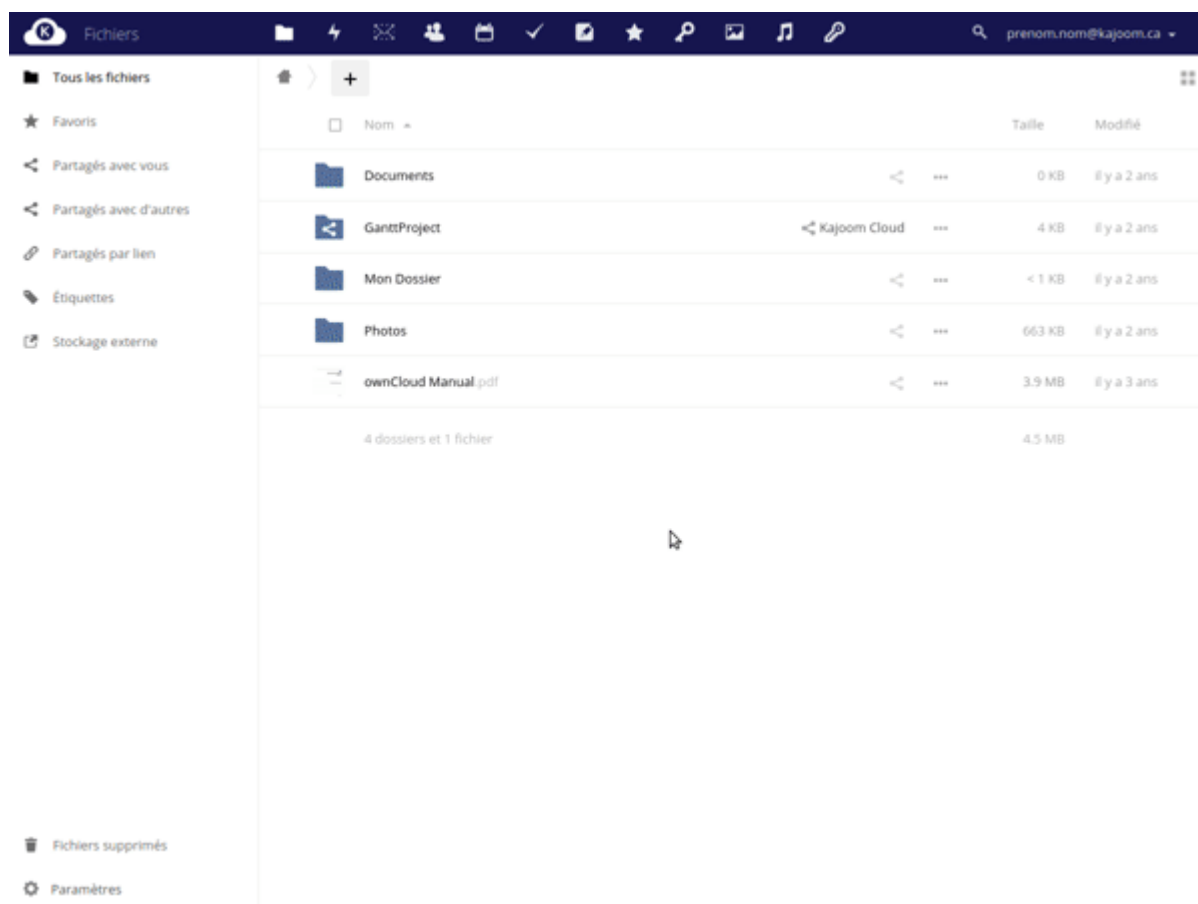 K Fichiers prenom.nom@kajoom.ca
Tous les fichiers
Favoris
Partagés avec vous
Partagés avec d'autres
Partagés par lien
Étiquettes
Stockage externe
+
Nom Taille Modifié
Documents 0 KB il y a 2 ans
GanttProject Kajoom Cloud 4 KB il y a 2 ans
Mon Dossier < 1 KB il y a 2 ans
Photos 663 KB il y a 2 ans
ownCloud Manual.pdf 3.9 MB il y a 3 ans
4 dossiers et 1 fichier 4.5 MB
Fichiers supprimés
Paramètres